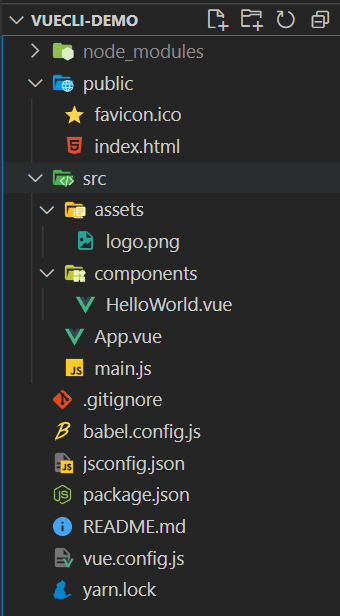 VUECLI-DEMO
node_modules
public
favicon.ico
index.html
src
assets
logo.png
components
HelloWorld.vue
App.vue
main.js
.gitignore
babel.config.js
jsconfig.json
package.json
README.md
vue.config.js
yarn.lock